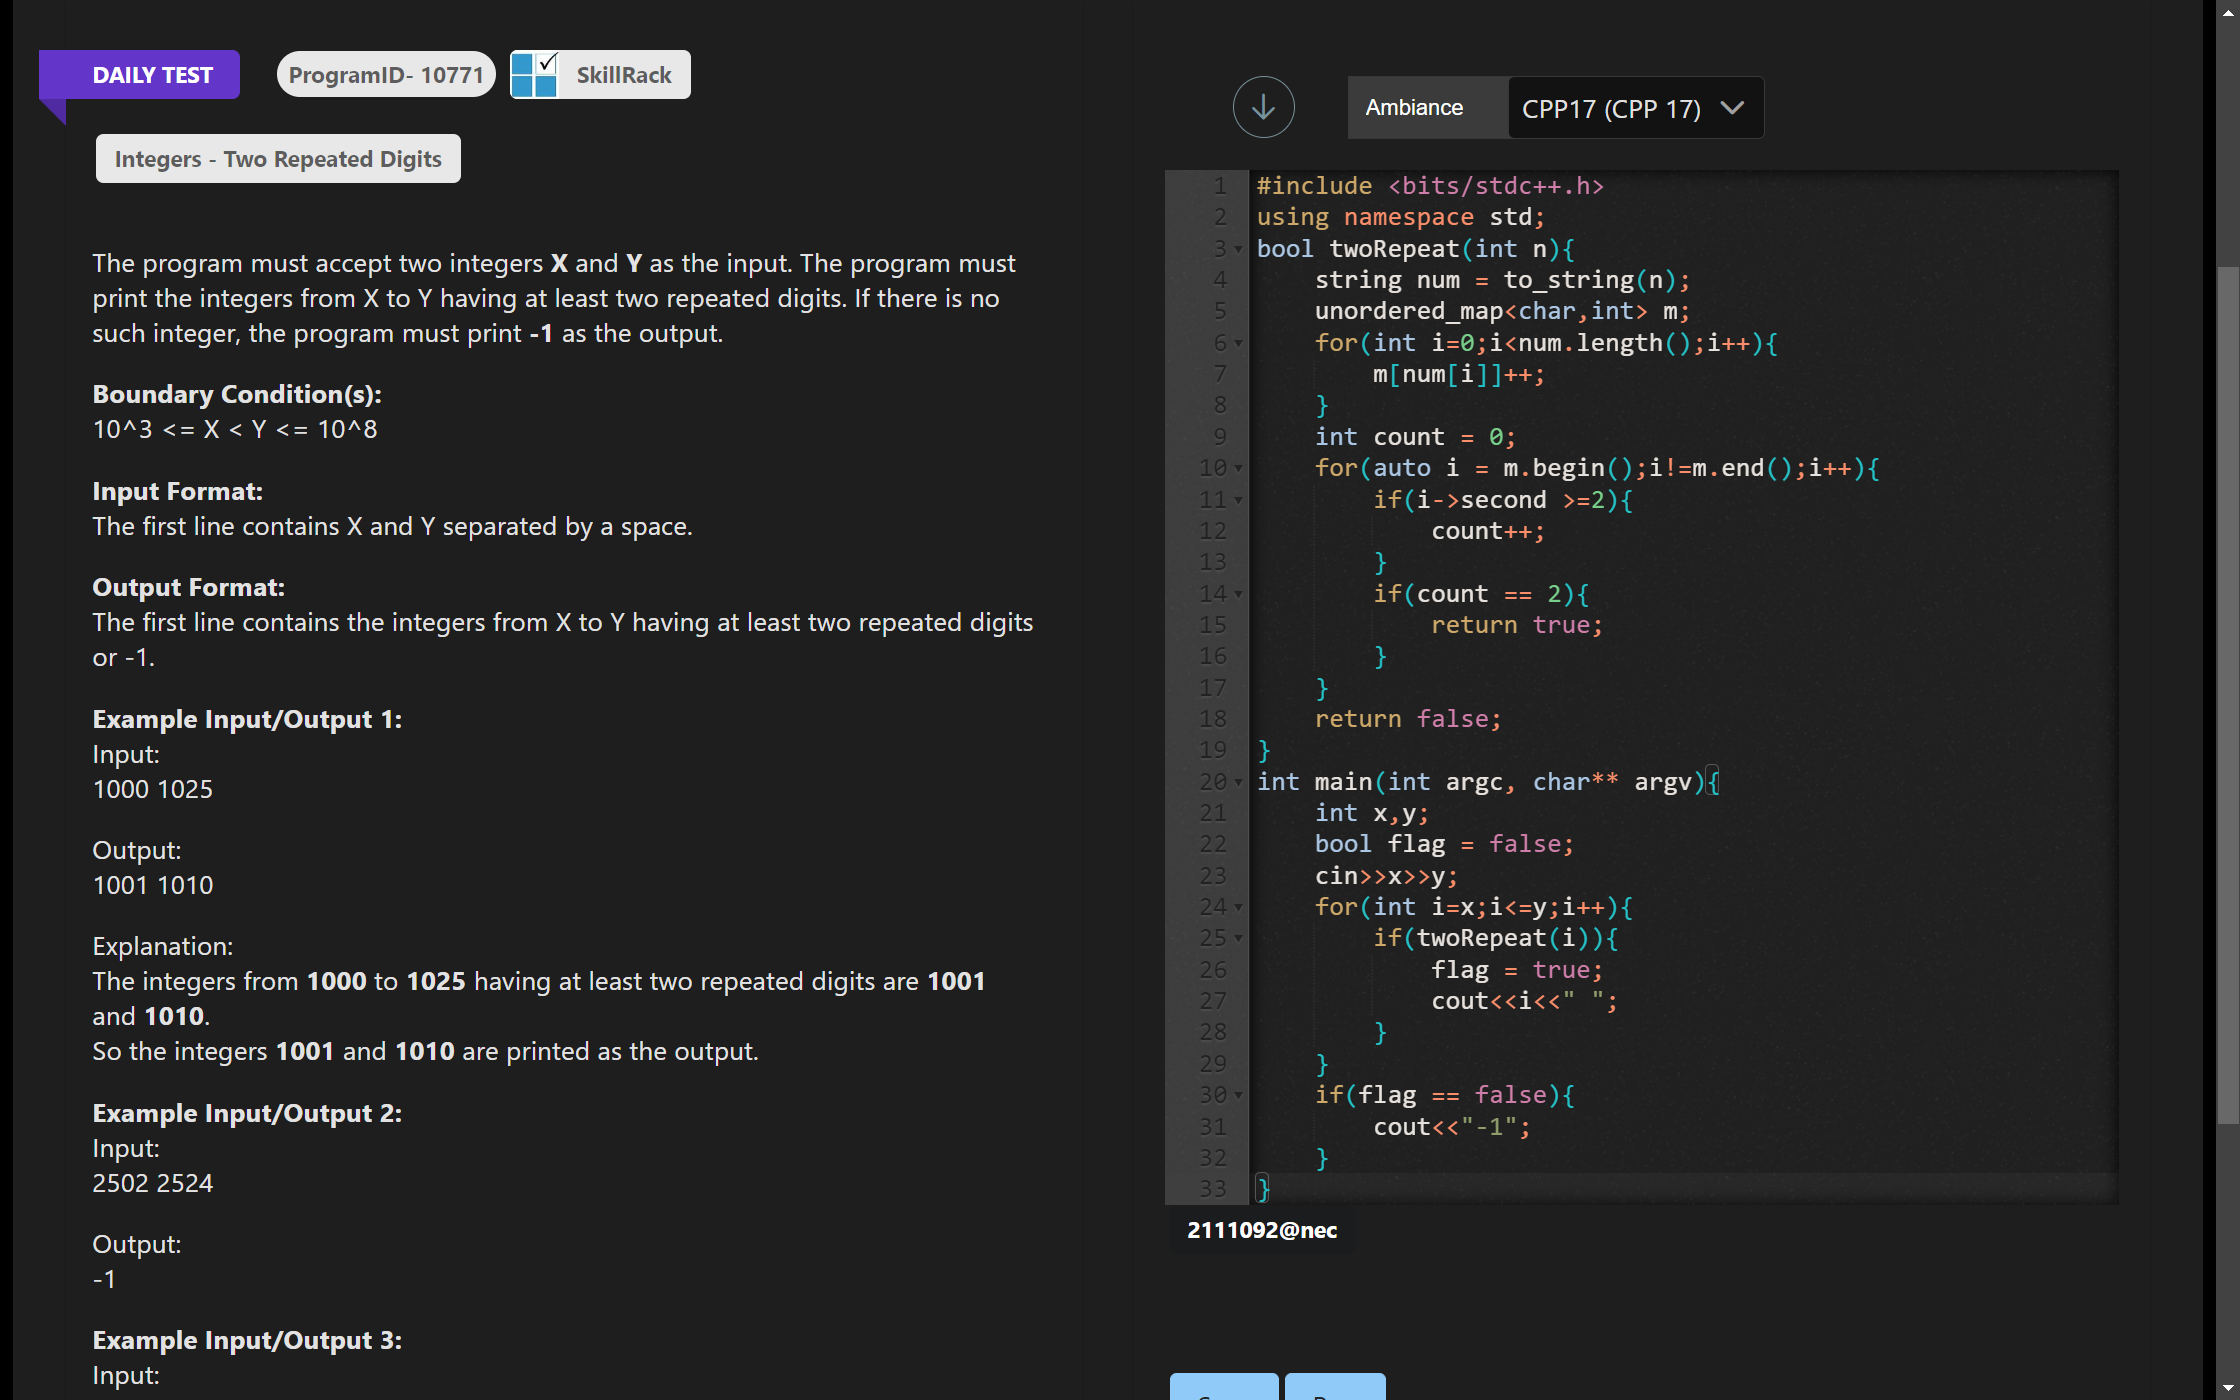 DAILY TEST
ProgramID- 10771
SkillRack
Integers - Two Repeated Digits
The program must accept two integers X and Y as the input. The program must
print the integers from X to Y having at least two repeated digits. If there is no
such integer, the program must print -1 as the output.
Boundary Condition(s):
10^3 <= X < Y <= 10^8
Input Format:
The first line contains X and Y separated by a space.
Output Format:
The first line contains the integers from X to Y having at least two repeated digits
or -1.
Example Input/Output 1:
Input:
1000 1025
Output:
1001 1010
Explanation:
The integers from 1000 to 1025 having at least two repeated digits are 1001
and 1010.
So the integers 1001 and 1010 are printed as the output.
Example Input/Output 2:
Input:
2502 2524
Output:
-1
Example Input/Output 3:
Input:
Ambiance
CPP17 (CPP 17)
1 #include <bits/stdc++.h>
2 using namespace std;
3 bool twoRepeat(int n){
4 string num = to_string(n);
5 unordered_map<char,int> m;
6 for(int i=0;i<num.length();i++){
7 m[num[i]]++;
8 }
9 int count = 0;
10 for(auto i = m.begin();i!=m.end();i++){
11 if(i->second >=2){
12 count++;
13 }
14 if(count == 2){
15 return true;
16 }
17 }
18 return false;
19 }
20 int main(int argc, char** argv){
21 int x,y;
22 bool flag = false;
23 cin>>x>>y;
24 for(int i=x;i<=y;i++){
25 if(twoRepeat(i)){
26 flag = true;
27 cout<<i<<" ";
28 }
29 }
30 if(flag == false){
31 cout<<"-1";
32 }
33 }
2111092@nec